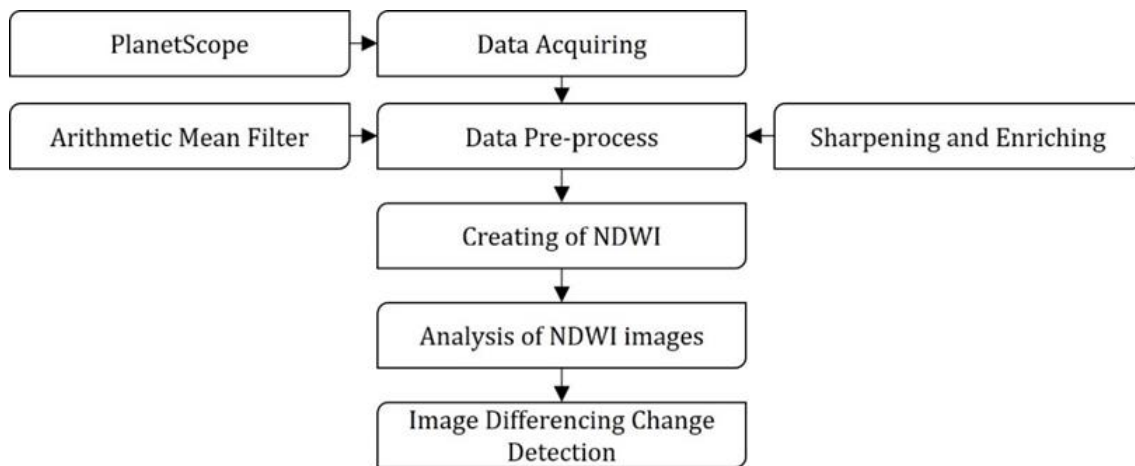 PlanetScope
Data Acquiring
Arithmetic Mean Filter
Data Pre-process
Sharpening and Enriching
Creating of NDWI
Analysis of NDWI images
Image Differencing Change
Detection